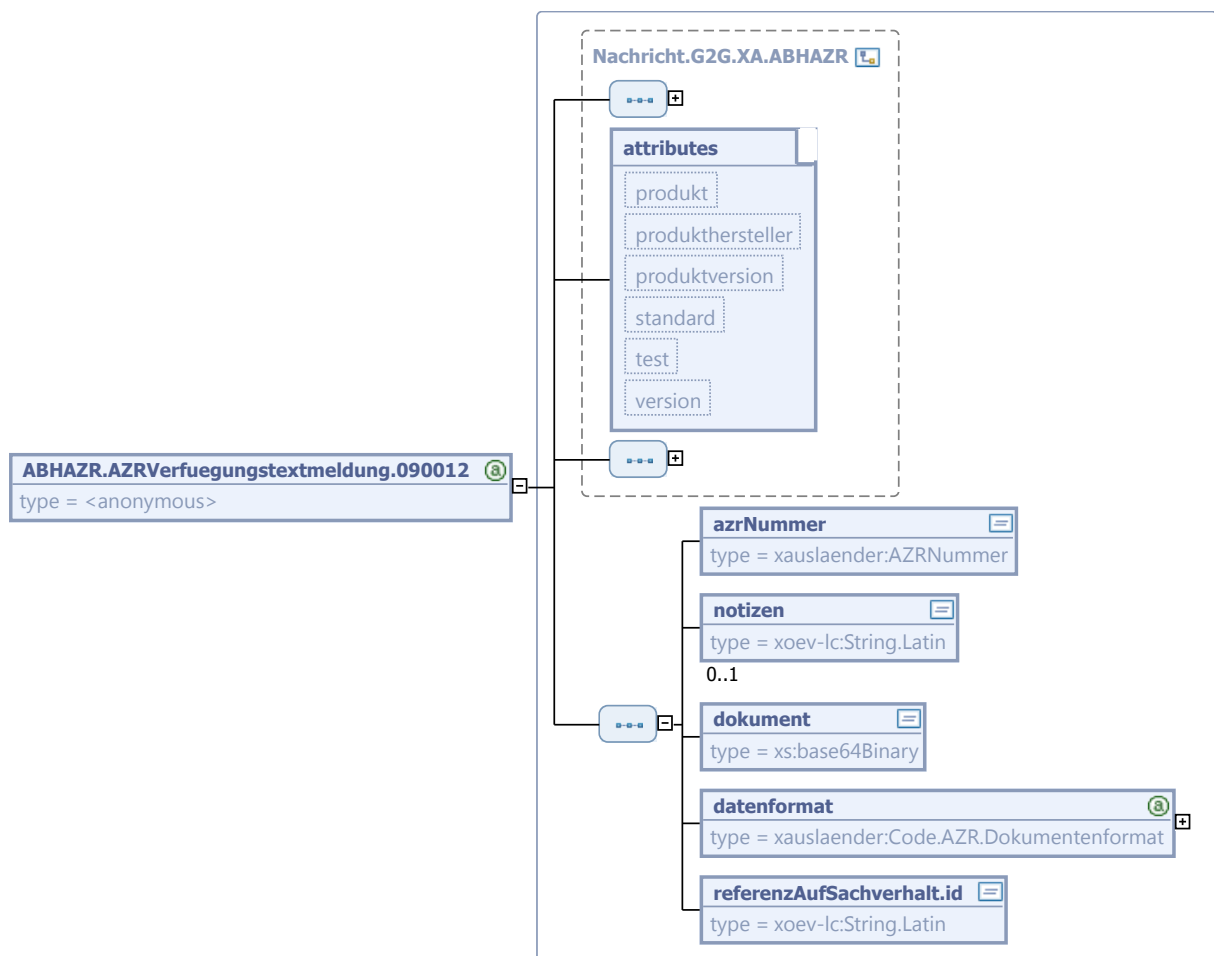 Nachricht.G2G.XA.ABHAZR
attributes
produkt
produkthersteller
produktversion
standard
test
version
ABHAZR.AZRVerfuegungstextmeldung.090012
type = <anonymous>
azrNummer
type = xauslaender:AZRNummer
notizen
type = xoev-lc:String.Latin
0..1
dokument
type = xs:base64Binary
datenformat
type = xauslaender:Code.AZR.Dokumentenformat
referenzAufSachverhalt.id
type = xoev-lc:String.Latin